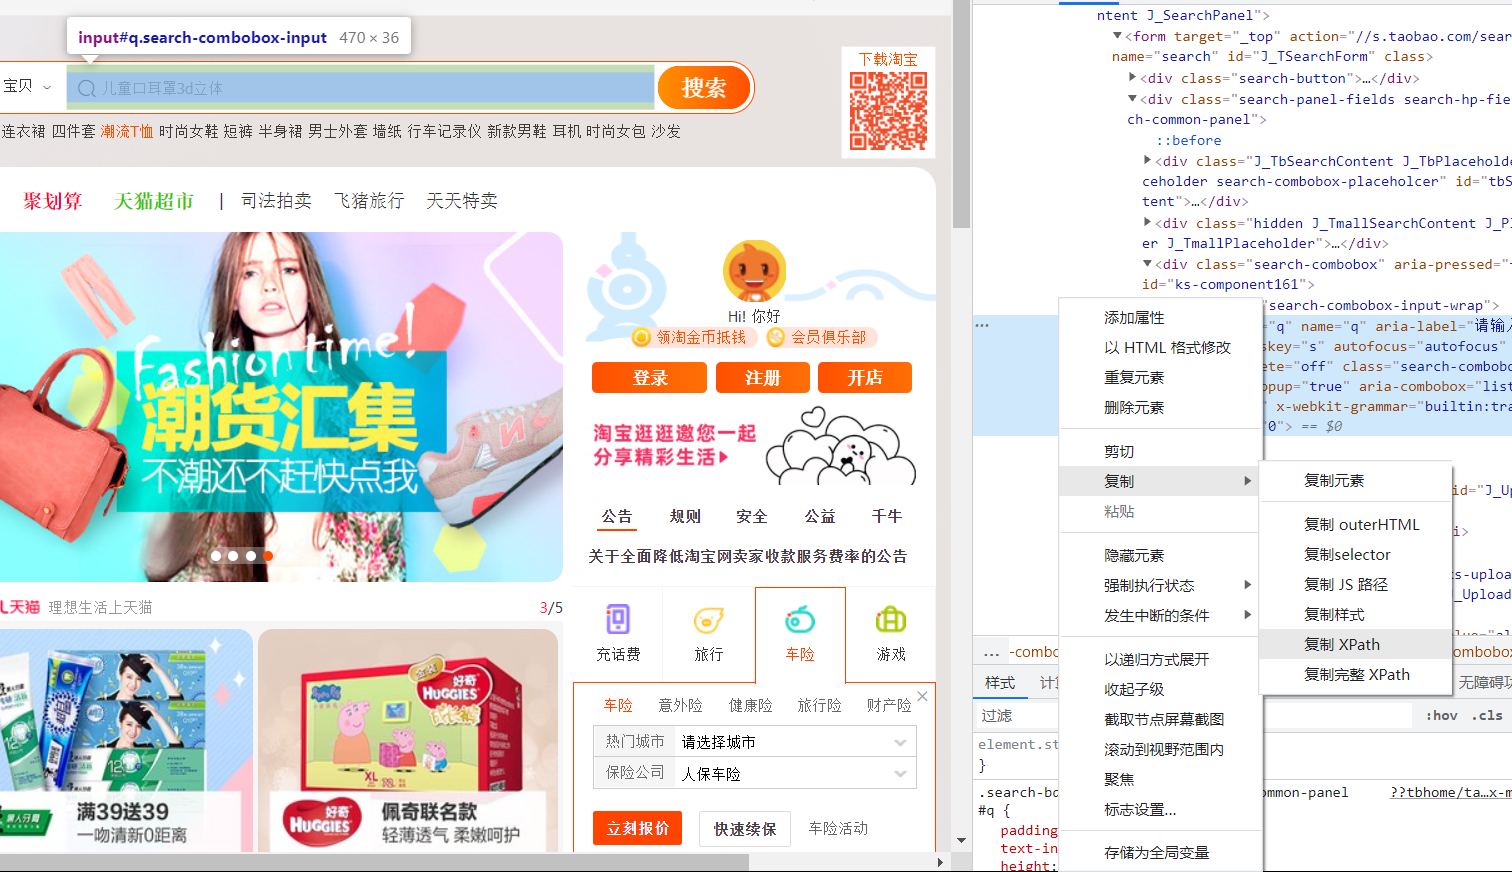 input#q.search-combobox-input 470 × 36
宝贝
儿童口耳罩3d立体
搜索
下载淘宝
连衣裙 四件套 潮流T恤 时尚女鞋 短裤 半身裙 男士外套 墙纸 行车记录仪 新款男鞋 耳机 时尚女包 沙发
聚划算 天猫超市 | 司法拍卖 飞猪旅行 天天特卖
Fashion time!
潮货汇集
不潮还不赶快点我
Hi! 你好
领淘金币抵钱 会员俱乐部
登录 注册 开店
淘宝逛逛邀您一起
分享精彩生活
公告 规则 安全 公益 千牛
关于全面降低淘宝网卖家收款服务费率的公告
L天猫 理想生活上天猫 3/5
充话费 旅行 车险 游戏
车险 意外险 健康险 旅行险 财产险
热门城市 请选择城市
保险公司 人保车险
立刻报价 快速续保 车险活动
满39送39
一吻清新0距离
黑人牙膏
Peppa Pig
好奇
HUGGIES
成长裤
XL
好奇
HUGGIES
佩奇联名款
轻薄透气 柔嫩呵护
ntent J_SearchPanel">
▼<form target="_top" action="//s.taobao.com/sear
name="search" id="J_TSearchForm" class>
▶<div class="search-button">…</div>
▼<div class="search-panel-fields search-hp-fie
ch-common-panel">
::before
▶<div class="J_TbSearchContent J_TbPlacehold
ceholder search-combobox-placeholcer" id="tbS
tent">…</div>
▶<div class="hidden J_TmallSearchContent J_Pl
er J_TmallPlaceholder">…</div>
▼<div class="search-combobox" aria-pressed="
id="ks-component161">
"search-combobox-input-wrap">
="q" name="q" aria-label="请输入
skey="s" autofocus="autofocus"
ete="off" class="search-combobo
opup="true" aria-combobox="list
" x-webkit-grammar="builtin:tra
"0"> == $0
id="J_Up
i>
s-uploa
_Upload
添加属性
以 HTML 格式修改
重复元素
删除元素
剪切
复制
粘贴
隐藏元素
强制执行状态
发生中断的条件
以递归方式展开
收起子级
截取节点屏幕截图
滚动到视野范围内
聚焦
标志设置...
存储为全局变量
复制元素
复制 outerHTML
复制selector
复制 JS 路径
复制样式
复制 XPath
复制完整 XPath
... -combo
ombobox
样式 计
无障碍功
过滤
:hov .cls
element.st
}
.search-bo
ommon-panel ??tbhome/ta…x-m
#q {
padding
text-in
height: